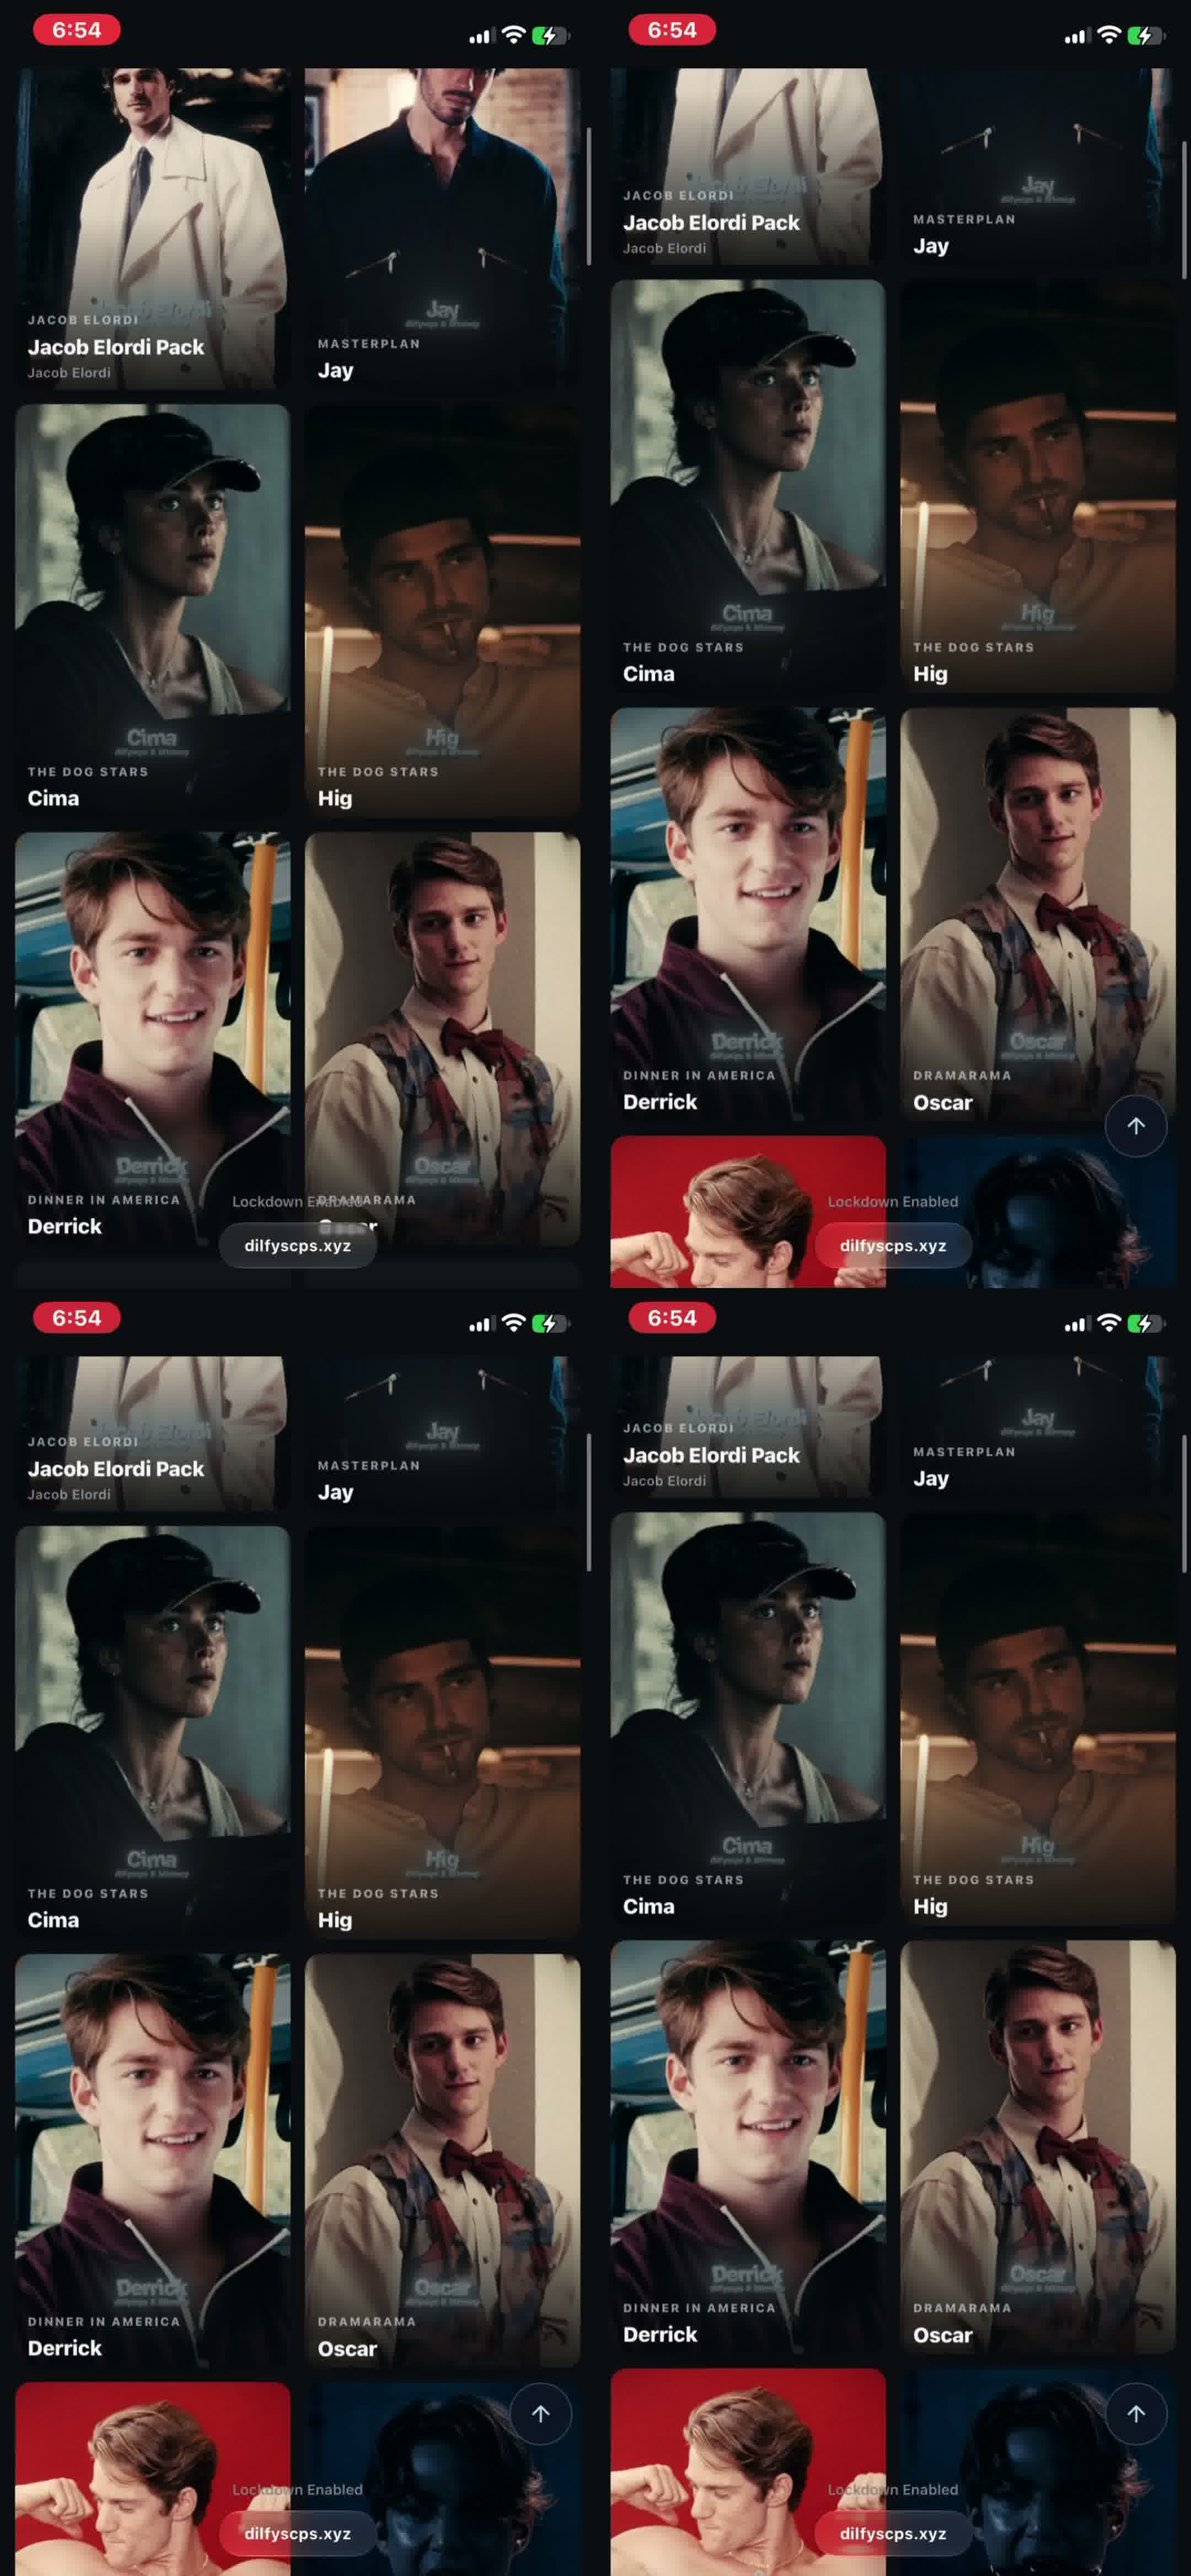 6:54
JACOB ELORDI
Jacob Elordi Pack
Jacob Elordi
Jay
MASTERPLAN
Jay
Cima
THE DOG STARS
Cima
Hig
THE DOG STARS
Hig
Derrick
DINNER IN AMERICA
Derrick
Oscar
DRAMARAMA
Oscar
Lockdown Enabled
dilfyscps.xyz
6:54
JACOB ELORDI
Jacob Elordi Pack
Jacob Elordi
Jay
MASTERPLAN
Jay
Cima
THE DOG STARS
Cima
Hig
THE DOG STARS
Hig
Derrick
DINNER IN AMERICA
Derrick
Oscar
DRAMARAMA
Oscar
Lockdown Enabled
dilfyscps.xyz
6:54
JACOB ELORDI
Jacob Elordi Pack
Jacob Elordi
Jay
MASTERPLAN
Jay
Cima
THE DOG STARS
Cima
Hig
THE DOG STARS
Hig
Derrick
DINNER IN AMERICA
Derrick
Oscar
DRAMARAMA
Oscar
Lockdown Enabled
dilfyscps.xyz
6:54
JACOB ELORDI
Jacob Elordi Pack
Jacob Elordi
Jay
MASTERPLAN
Jay
Cima
THE DOG STARS
Cima
Hig
THE DOG STARS
Hig
Derrick
DINNER IN AMERICA
Derrick
Oscar
DRAMARAMA
Oscar
Lockdown Enabled
dilfyscps.xyz